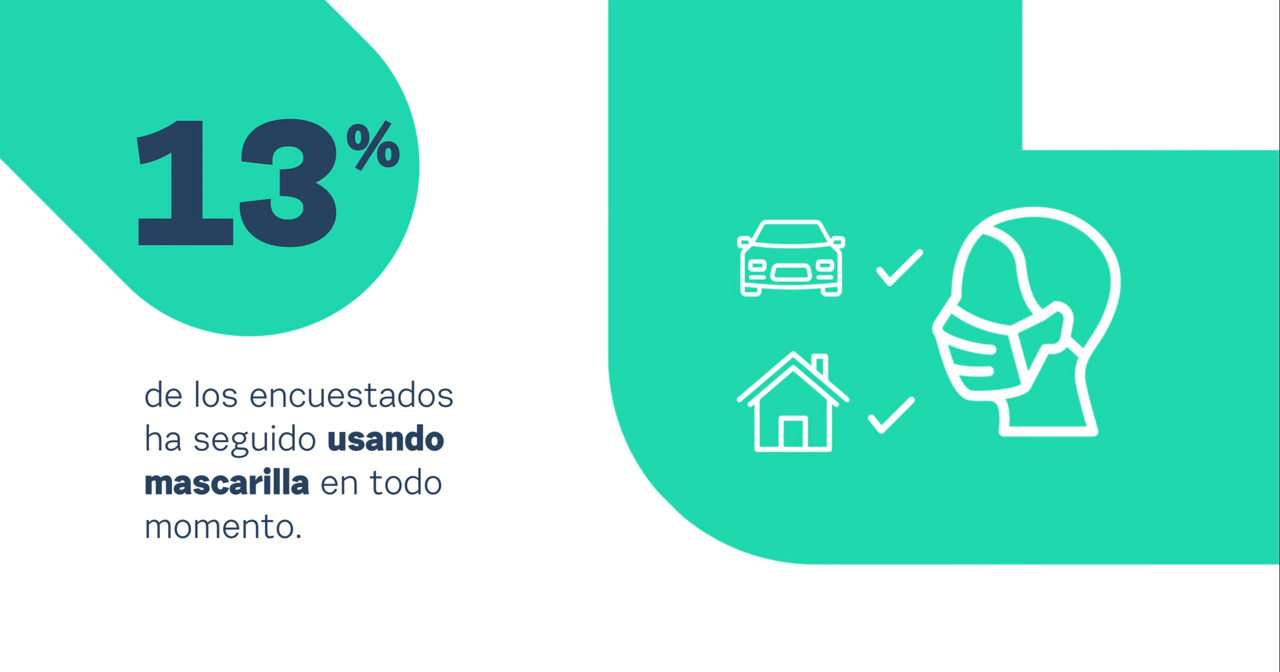 13%
de los encuestados
ha seguido usando
mascarilla en todo
momento.